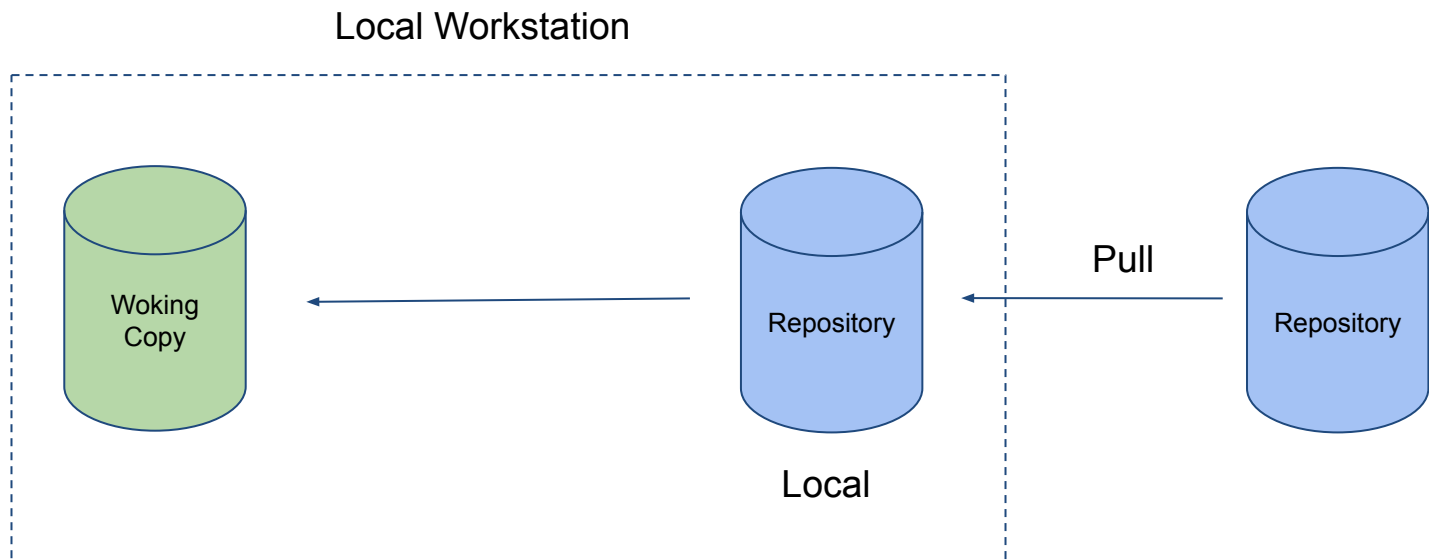 Local Workstation
Pull
Woking
Copy
Repository
Repository
Local